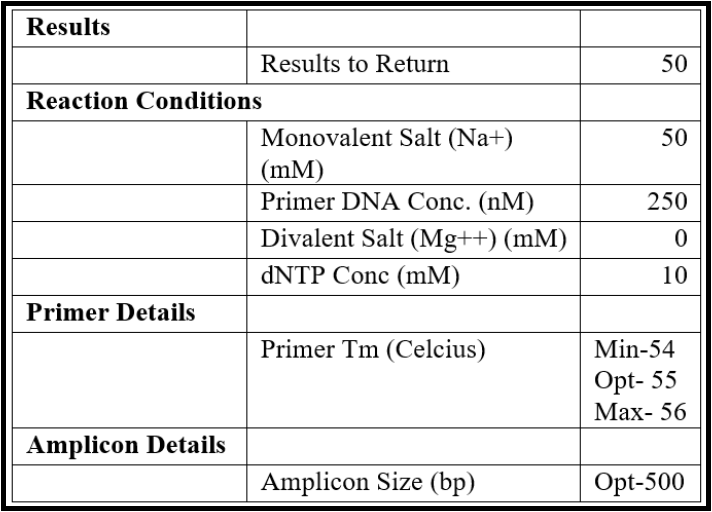 Results
Results to Return 50
Reaction Conditions
Monovalent Salt (Na+) 50
(mM)
Primer DNA Conc. (nM) 250
Divalent Salt (Mg++) (mM) 0
dNTP Conc (mM) 10
Primer Details
Primer Tm (Celcius) Min-54
Opt- 55
Max- 56
Amplicon Details
Amplicon Size (bp) Opt-500